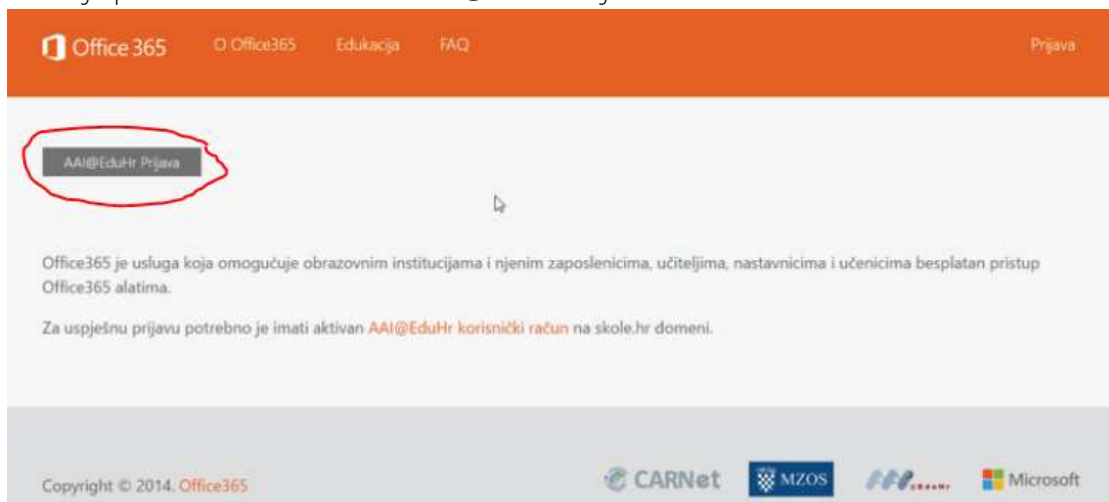 Office 365 O Office365 Edukacija FAQ Prijava
AAI@EduHr Prijava
Office365 je usluga koja omogućuje obrazovnim institucijama i njenim zaposlenicima, učiteljima, nastavnicima i učenicima besplatan pristup
Office365 alatima.
Za uspješnu prijavu potrebno je imati aktivan AAI@EduHr korisnički račun na skole.hr domeni.
Copyright © 2014. Office365 CARNet MZOS Microsoft